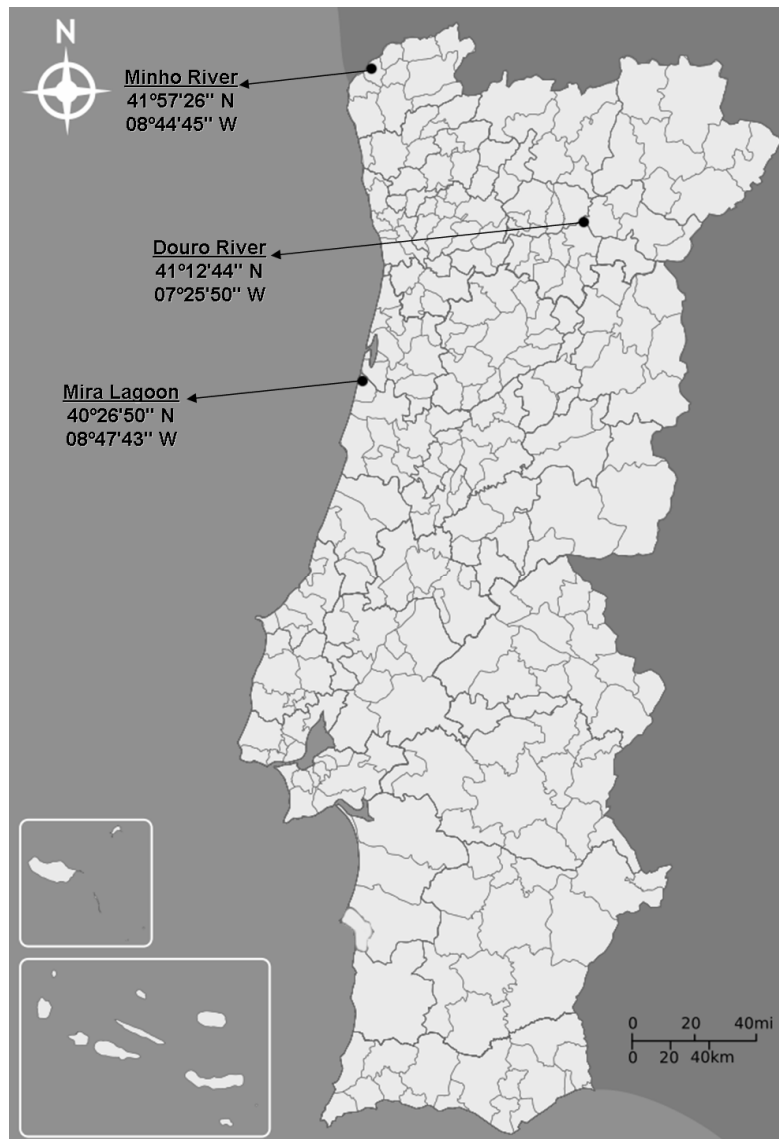 N
Minho River
41º57'26'' N
08º44'45'' W
Douro River
41º12'44'' N
07º25'50'' W
Mira Lagoon
40º26'50'' N
08º47'43'' W
0 20 40mi
0 20 40km